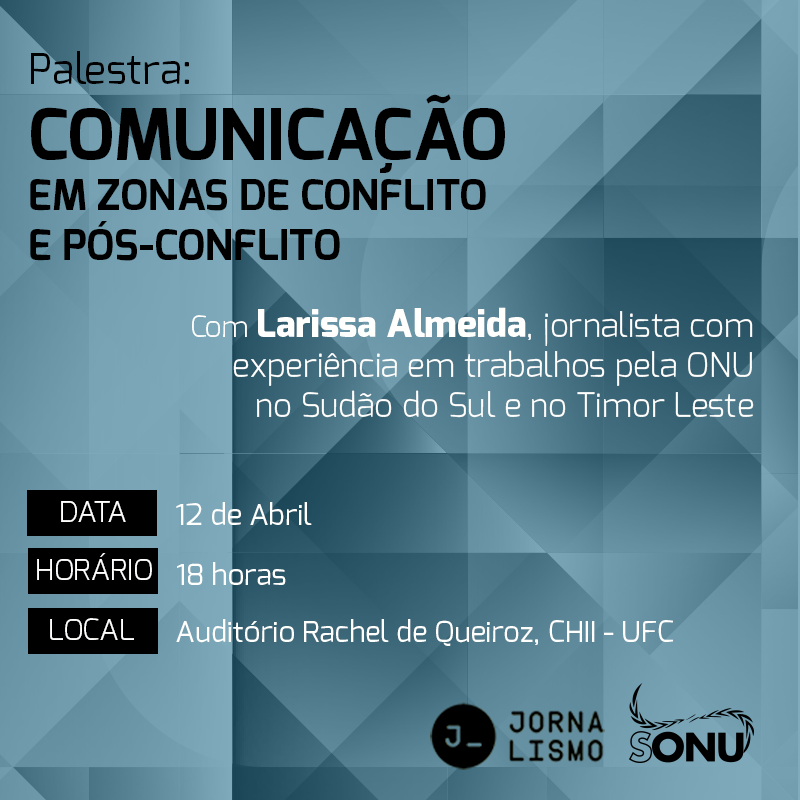 Palestra:
COMUNICAÇÃO
EM ZONAS DE CONFLITO
E PÓS-CONFLITO
Com Larissa Almeida, jornalista com
experiência em trabalhos pela ONU
no Sudão do Sul e no Timor Leste
DATA 12 de Abril
HORÁRIO 18 horas
LOCAL Auditório Rachel de Queiroz, CHII - UFC
J_ JORNA
LISMO
SONU